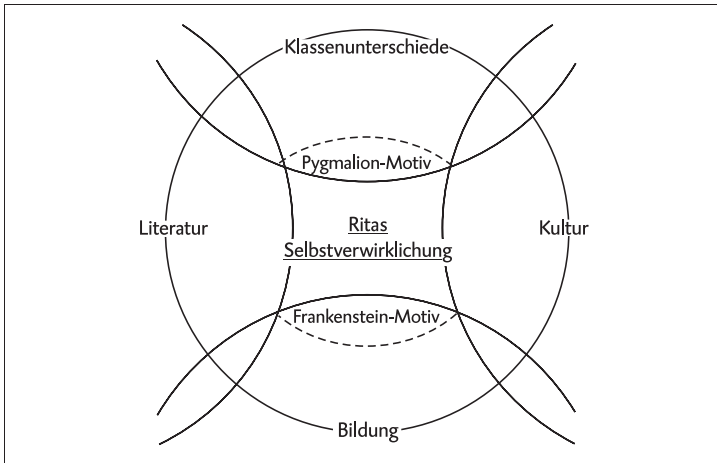 Klassenunterschiede
Pygmalion-Motiv
Literatur
Ritas
Selbstverwirklichung
Kultur
Frankenstein-Motiv
Bildung